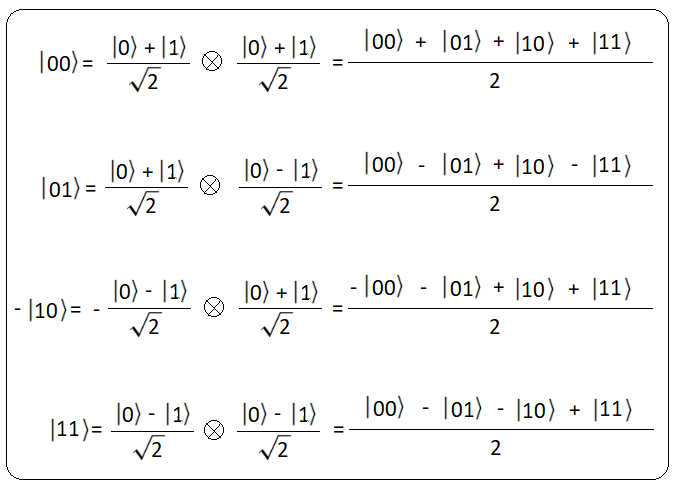 |00⟩ = (|0⟩ + |1⟩)/√2 ⊗ (|0⟩ + |1⟩)/√2 = (|00⟩ + |01⟩ + |10⟩ + |11⟩)/2
|01⟩ = (|0⟩ + |1⟩)/√2 ⊗ (|0⟩ - |1⟩)/√2 = (|00⟩ - |01⟩ + |10⟩ - |11⟩)/2
- |10⟩ = - (|0⟩ - |1⟩)/√2 ⊗ (|0⟩ + |1⟩)/√2 = (- |00⟩ - |01⟩ + |10⟩ + |11⟩)/2
|11⟩ = (|0⟩ - |1⟩)/√2 ⊗ (|0⟩ - |1⟩)/√2 = (|00⟩ - |01⟩ - |10⟩ + |11⟩)/2